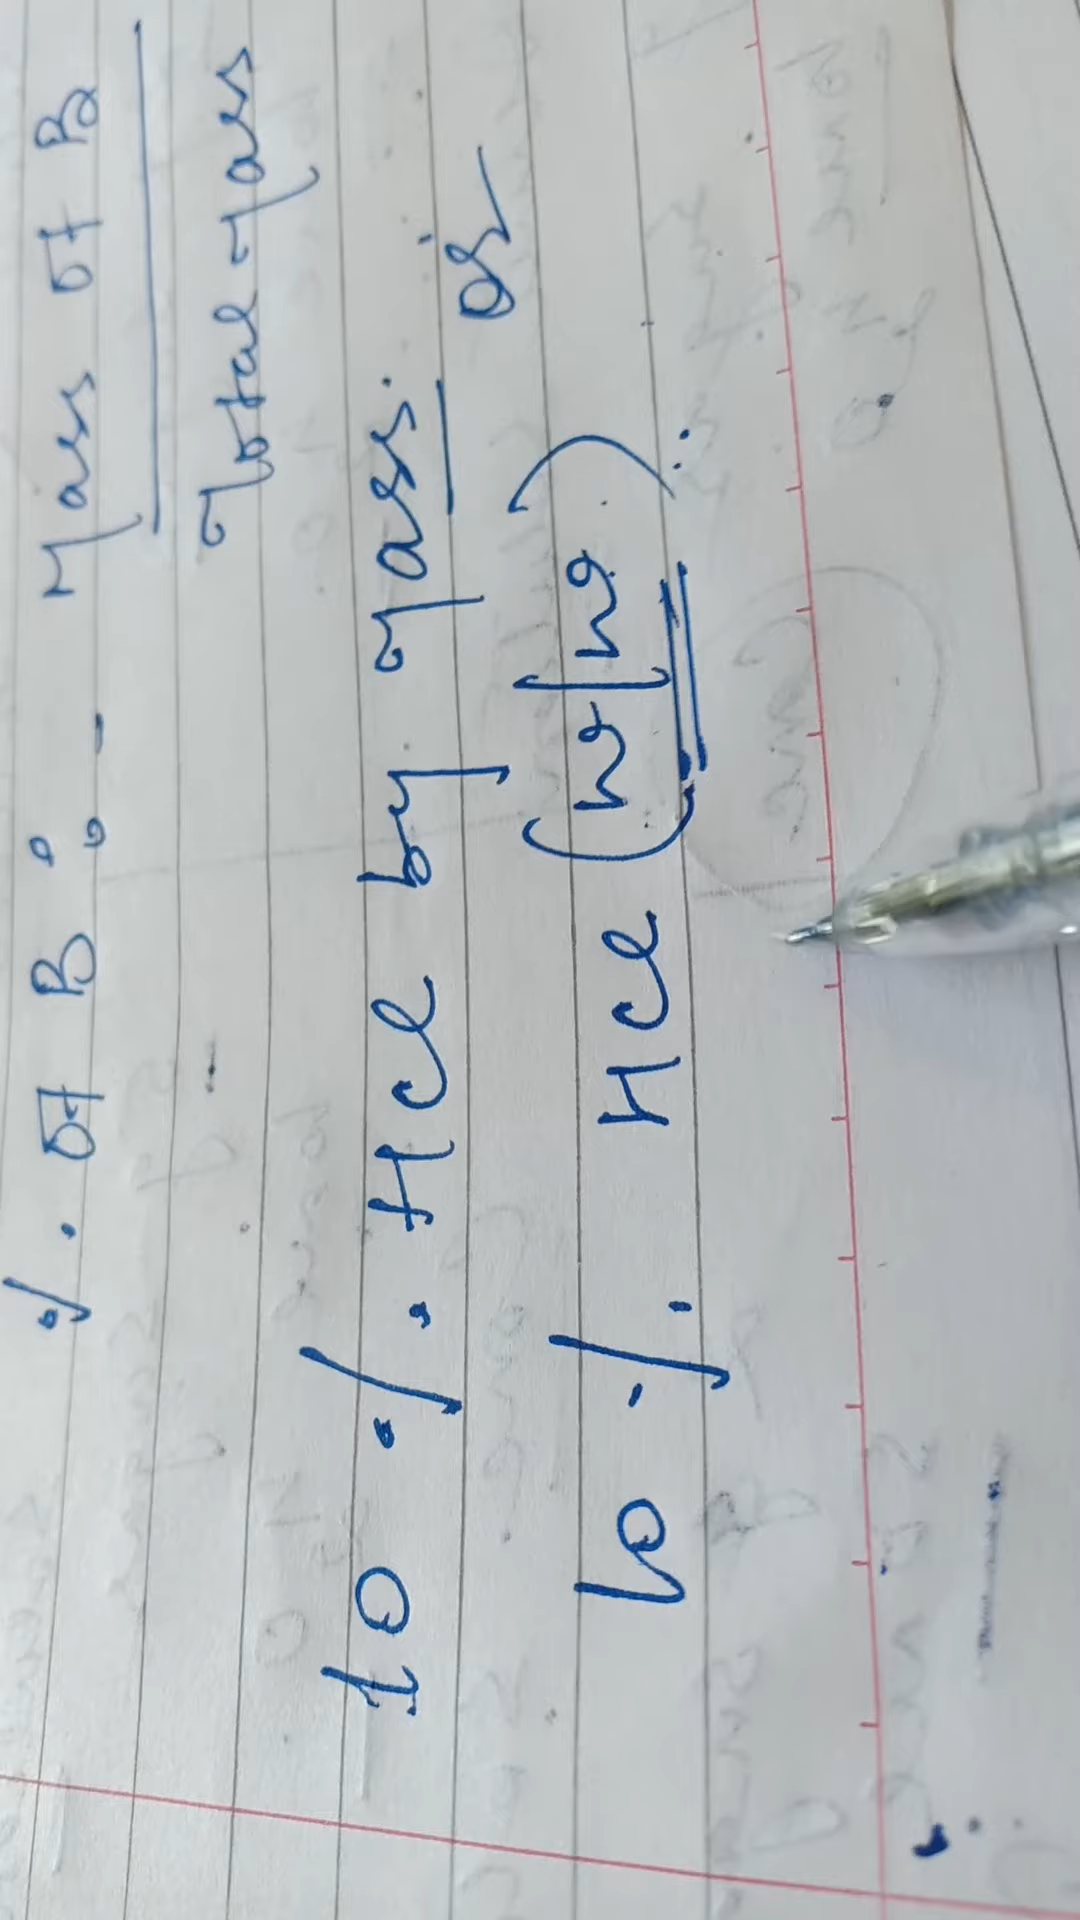 % of B :- Mass of B
Total Mass
10 % HCl by Mass.
or
10 % HCl (w/w)